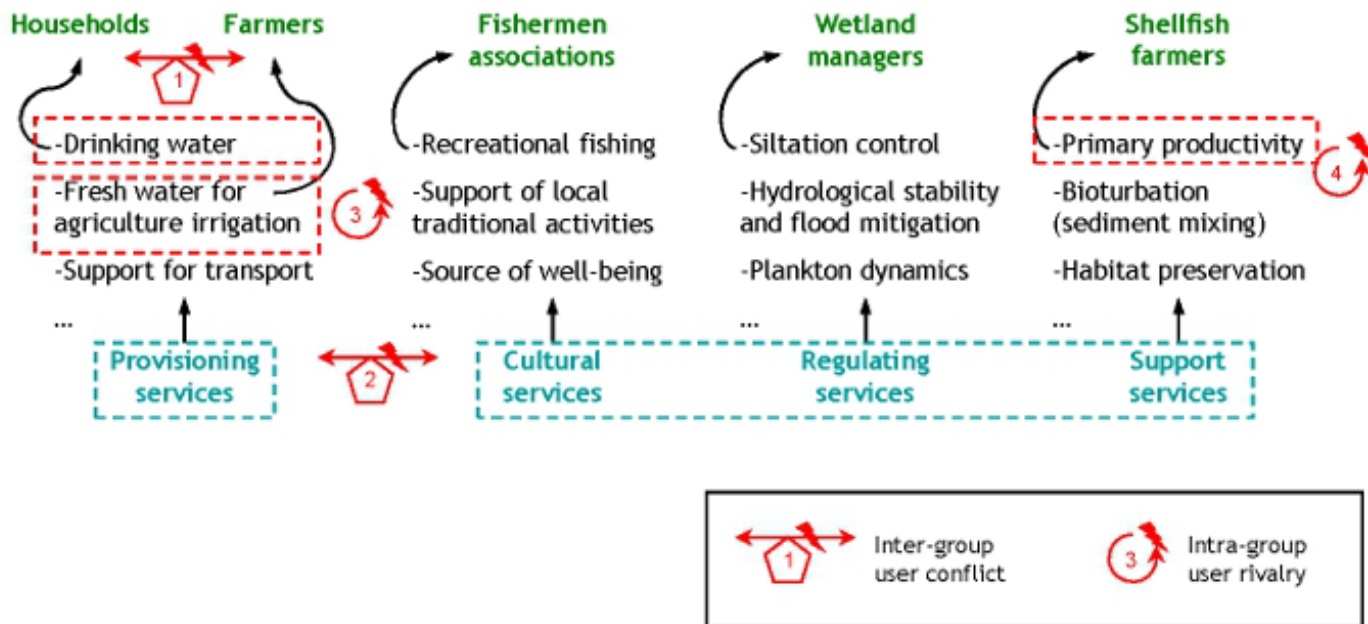 Households
Farmers
Fishermen
associations
Wetland
managers
Shellfish
farmers
1
-Drinking water
-Fresh water for
agriculture irrigation
-Support for transport
...
3
-Recreational fishing
-Support of local
traditional activities
-Source of well-being
...
-Siltation control
-Hydrological stability
and flood mitigation
-Plankton dynamics
...
-Primary productivity
-Bioturbation
(sediment mixing)
-Habitat preservation
...
4
Provisioning
services
2
Cultural
services
Regulating
services
Support
services
1
Inter-group
user conflict
3
Intra-group
user rivalry